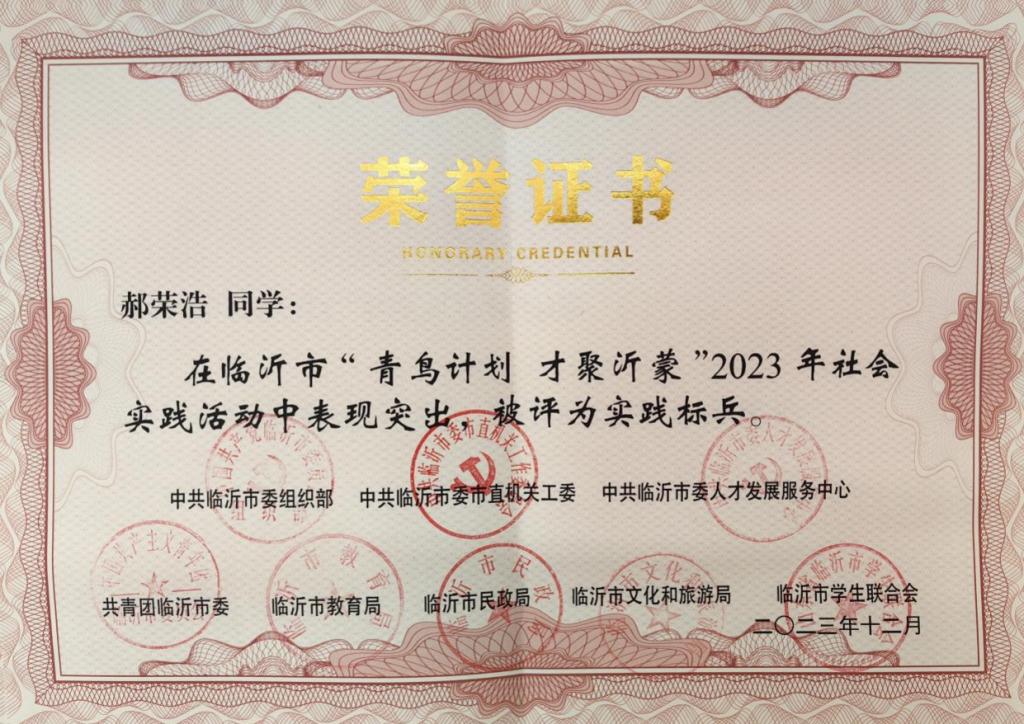 荣誉证书
HONORARY CREDENTIAL
郝荣浩 同学：
在临沂市“青鸟计划 才聚沂蒙”2023年社会
实践活动中表现突出，被评为实践标兵。
中共临沂市委组织部 中共临沂市委市直机关工委 中共临沂市委人才发展服务中心
共青团临沂市委 临沂市教育局 临沂市民政局 临沂市文化和旅游局 临沂市学生联合会
二〇二三年十二月